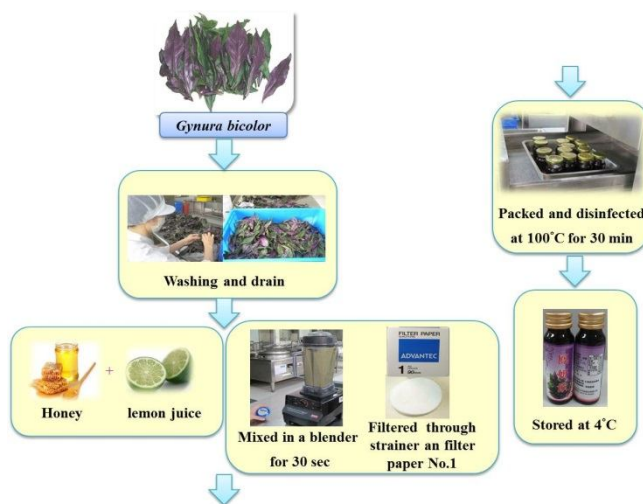 Gynura bicolor
Washing and drain
Honey
+
lemon juice
FILTER PAPER
ADVANTEC
1
Mixed in a blender
for 30 sec
Filtered through
strainer an filter
paper No.1
Packed and disinfected
at 100°C for 30 min
Stored at 4°C